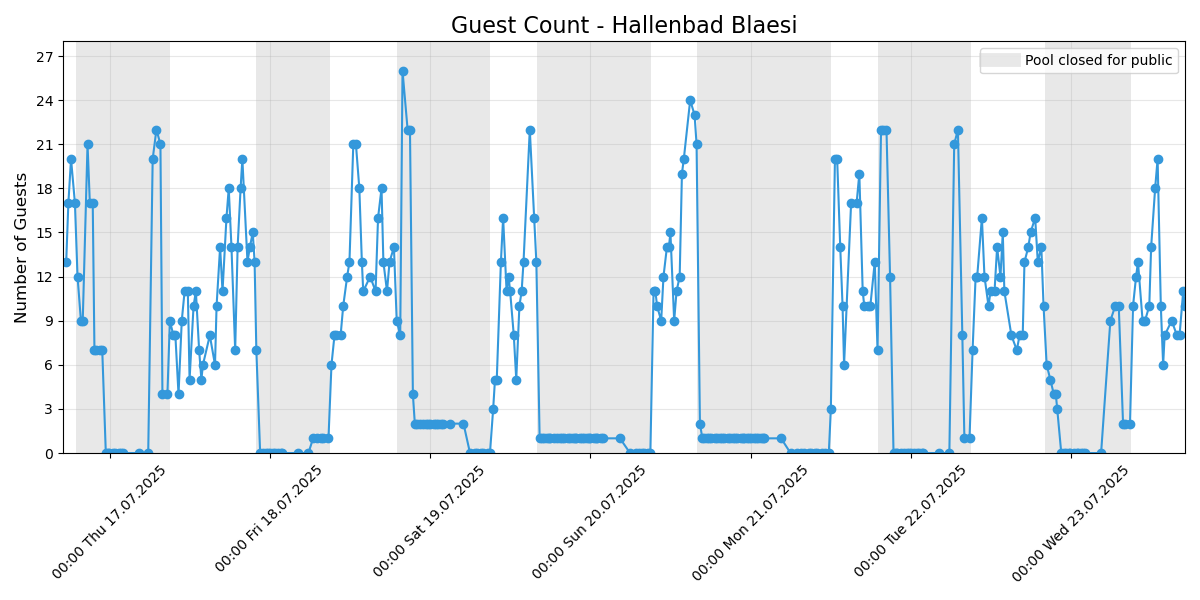 Guest Count - Hallenbad Blaesi
Pool closed for public
Number of Guests
27
24
21
18
15
12
9
6
3
0
00:00 Thu 17.07.2025
00:00 Fri 18.07.2025
00:00 Sat 19.07.2025
00:00 Sun 20.07.2025
00:00 Mon 21.07.2025
00:00 Tue 22.07.2025
00:00 Wed 23.07.2025